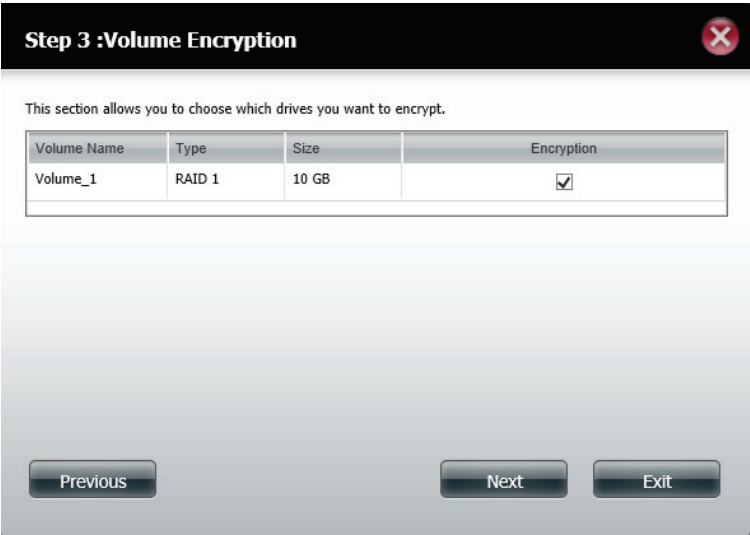 Step 3 :Volume Encryption
This section allows you to choose which drives you want to encrypt.
Volume Name Type Size Encryption
Volume_1 RAID 1 10 GB
Previous Next Exit